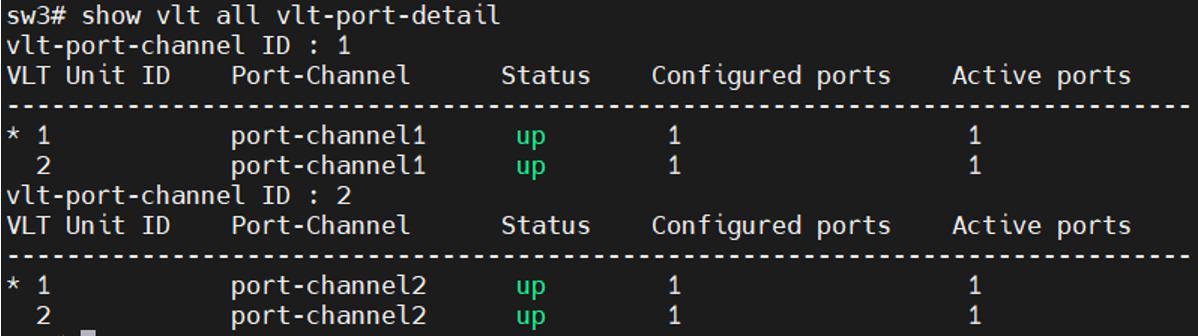 sw3# show vlt all vlt-port-detail
vlt-port-channel ID : 1
VLT Unit ID    Port-Channel      Status    Configured ports    Active ports
-------------------------------------------------------------------------------
* 1            port-channel1      up        1                   1
  2            port-channel1      up        1                   1
vlt-port-channel ID : 2
VLT Unit ID    Port-Channel      Status    Configured ports    Active ports
-------------------------------------------------------------------------------
* 1            port-channel2      up        1                   1
  2            port-channel2      up        1                   1